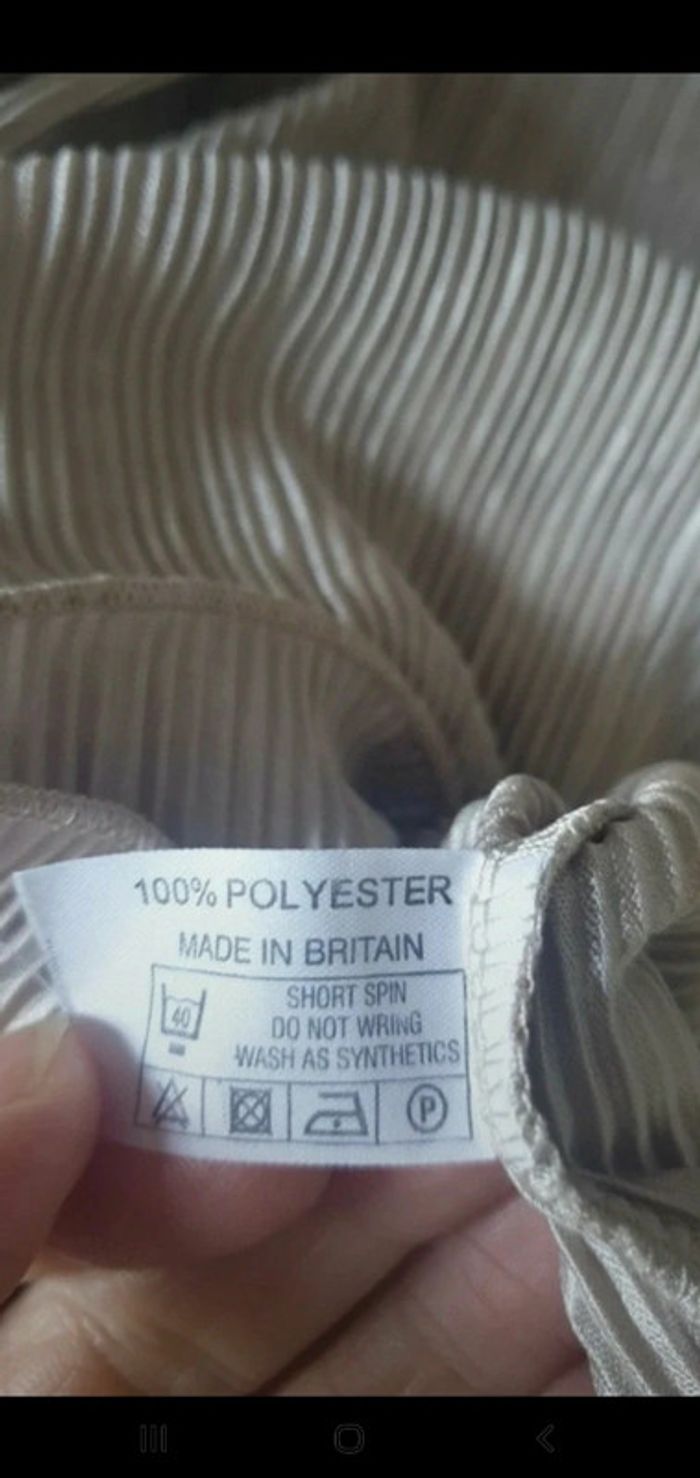 100% POLYESTER
MADE IN BRITAIN
40
SHORT SPIN
DO NOT WRING
WASH AS SYNTHETICS
P